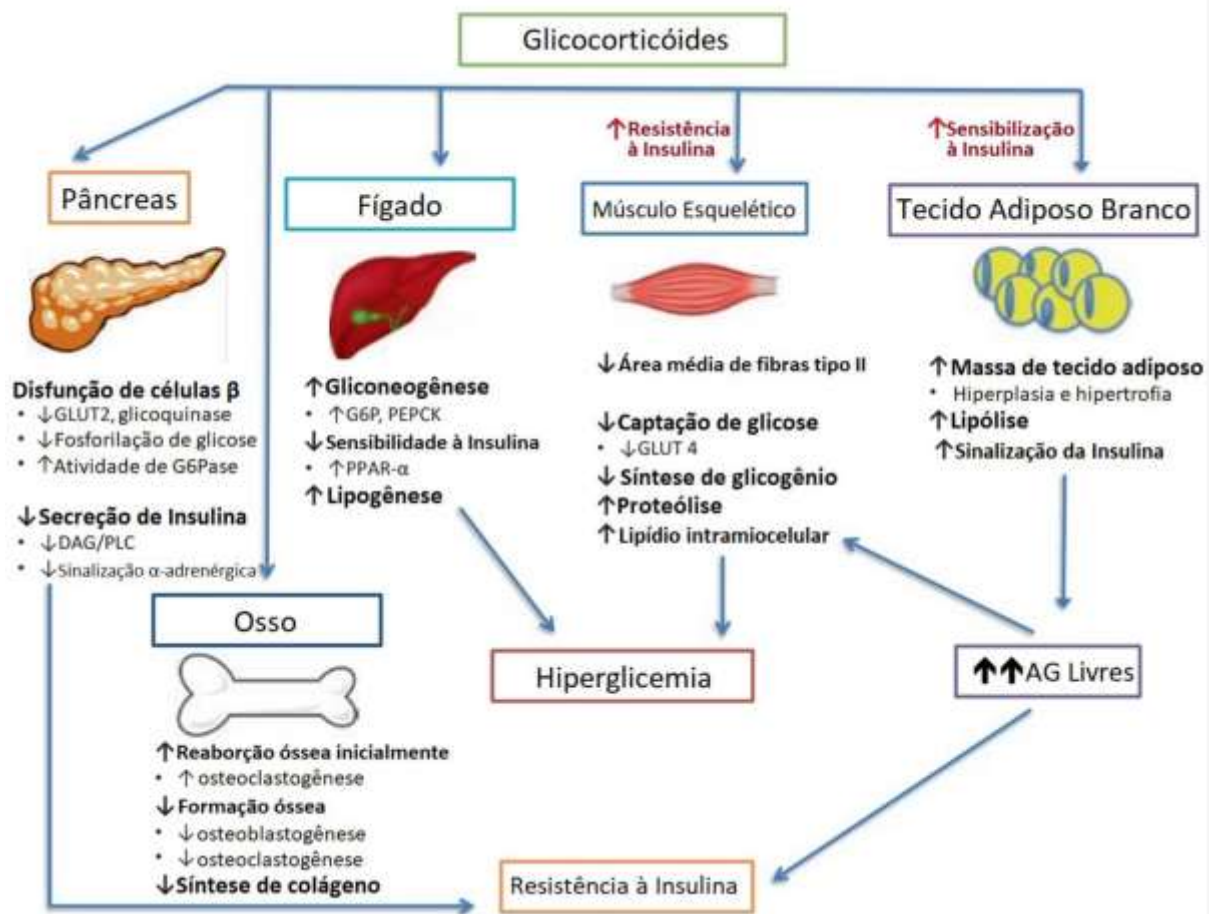 Glicocorticóides
↑Resistência
à Insulina
↑Sensibilização
à Insulina
Pâncreas
Fígado
Músculo Esquelético
Tecido Adiposo Branco
Disfunção de células β
• ↓GLUT2, glicoquinase
• ↓Fosforilação de glicose
• ↑Atividade de G6Pase
↓Secreção de Insulina
• ↓DAG/PLC
• ↓Sinalização α-adrenérgica
↑Gliconeogênese
• ↑G6P, PEPCK
↓Sensibilidade à Insulina
• ↑PPAR-α
↑Lipogênese
↓Área média de fibras tipo II
↓Captação de glicose
• ↓GLUT 4
↓Síntese de glicogênio
↑Proteólise
↑Lipídio intramiocelular
↑Massa de tecido adiposo
• Hiperplasia e hipertrofia
↑Lipólise
↑Sinalização da Insulina
Osso
Hiperglicemia
↑↑AG Livres
↑Reaborção óssea inicialmente
• ↑ osteoclastogênese
↓Formação óssea
• ↓osteoblastogênese
• ↓osteoclastogênese
↓Síntese de colágeno
Resistência à Insulina